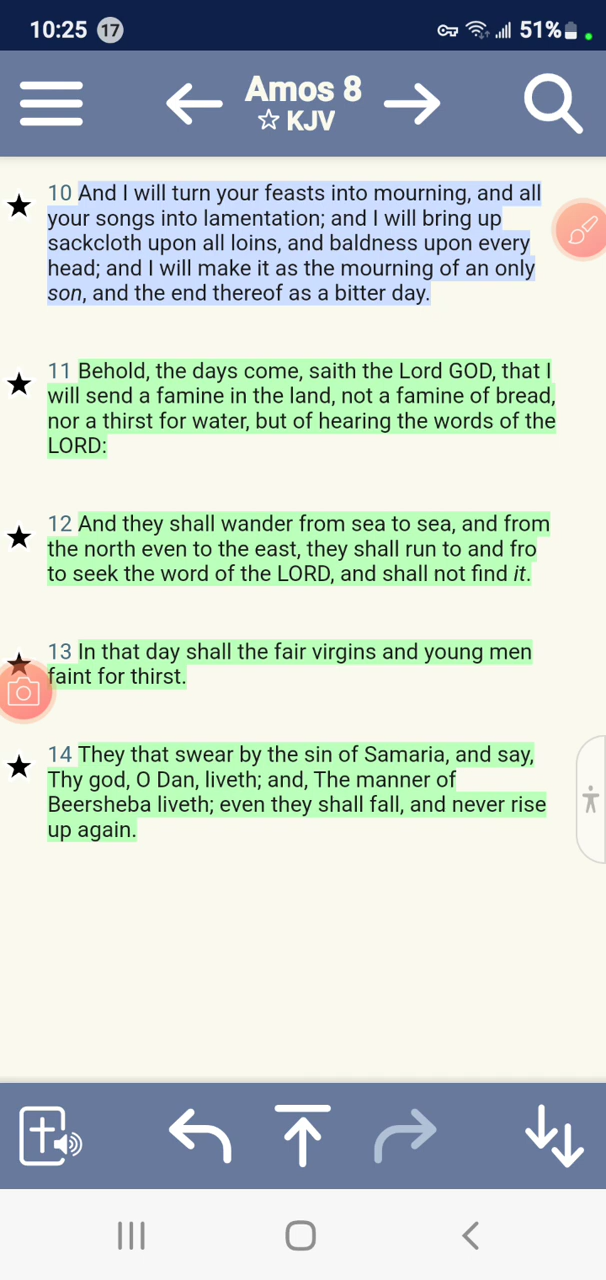 10:25 17 51%
Amos 8
KJV
10 And I will turn your feasts into mourning, and all
your songs into lamentation; and I will bring up
sackcloth upon all loins, and baldness upon every
head; and I will make it as the mourning of an only
son, and the end thereof as a bitter day.
11 Behold, the days come, saith the Lord GOD, that I
will send a famine in the land, not a famine of bread,
nor a thirst for water, but of hearing the words of the
LORD:
12 And they shall wander from sea to sea, and from
the north even to the east, they shall run to and fro
to seek the word of the LORD, and shall not find it.
13 In that day shall the fair virgins and young men
faint for thirst.
14 They that swear by the sin of Samaria, and say,
Thy god, O Dan, liveth; and, The manner of
Beersheba liveth; even they shall fall, and never rise
up again.